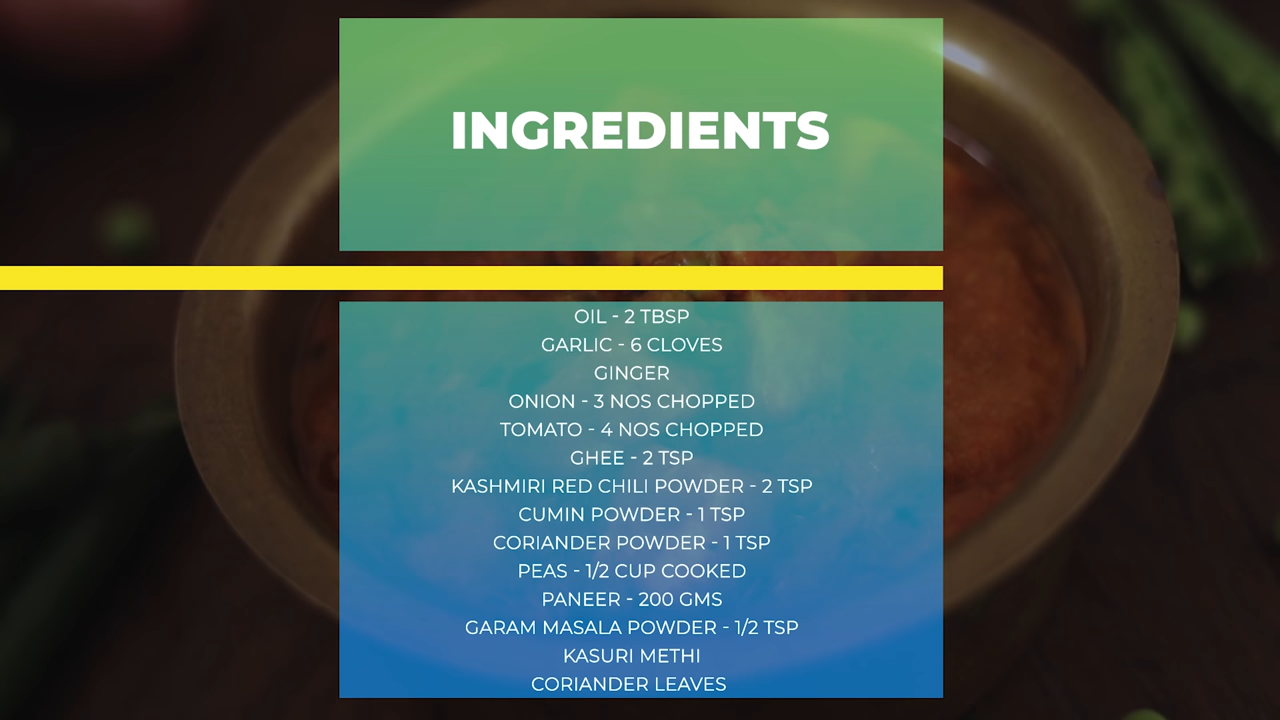 INGREDIENTS
OIL - 2 TBSP
GARLIC - 6 CLOVES
GINGER
ONION - 3 NOS CHOPPED
TOMATO - 4 NOS CHOPPED
GHEE - 2 TSP
KASHMIRI RED CHILI POWDER - 2 TSP
CUMIN POWDER - 1 TSP
CORIANDER POWDER - 1 TSP
PEAS - 1/2 CUP COOKED
PANEER - 200 GMS
GARAM MASALA POWDER - 1/2 TSP
KASURI METHI
CORIANDER LEAVES